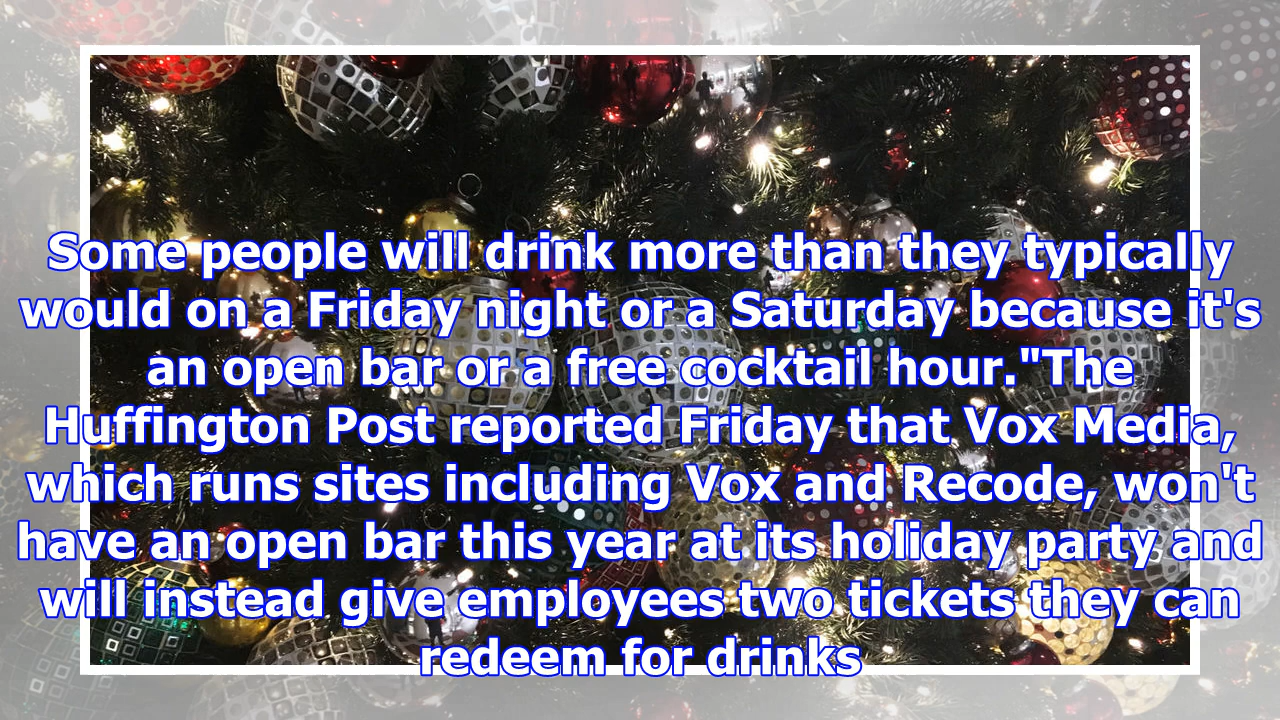 Some people will drink more than they typically
would on a Friday night or a Saturday because it's
an open bar or a free cocktail hour."The
Huffington Post reported Friday that Vox Media,
which runs sites including Vox and Recode, won't
have an open bar this year at its holiday party and
will instead give employees two tickets they can
redeem for drinks